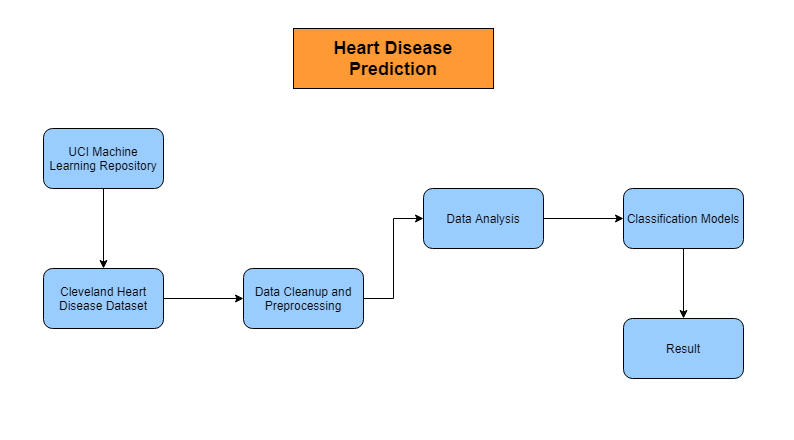 Heart Disease
Prediction
UCI Machine
Learning Repository
Cleveland Heart
Disease Dataset
Data Cleanup and
Preprocessing
Data Analysis
Classification Models
Result